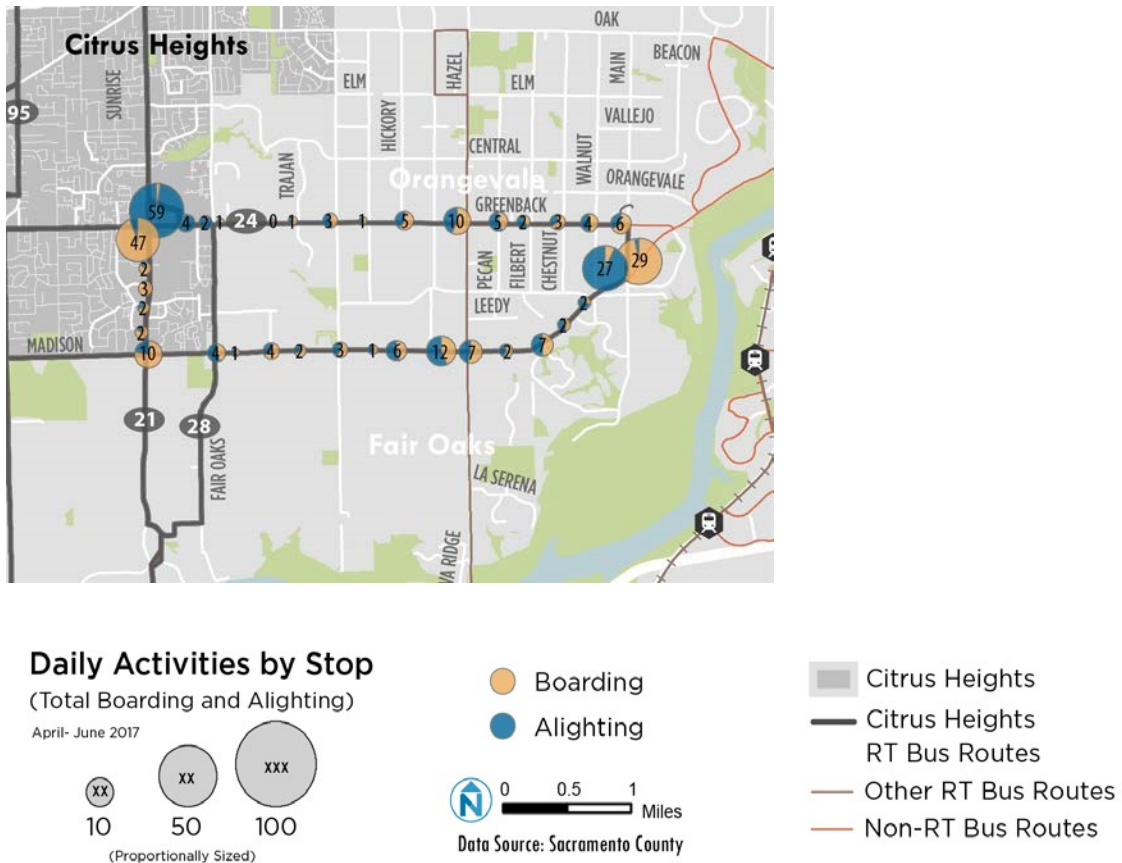 Citrus Heights
OAK
BEACON
SUNRISE
ELM
HAZEL
ELM
MAIN
95
HICKORY
VALLEJO
CENTRAL
WALNUT
TRAJAN
Orangevale
ORANGEVALE
GREENBACK
59
4
2
1
24
0
1
3
1
5
10
5
2
3
4
6
47
2
3
2
2
PECAN
FILBERT
CHESTNUT
27
29
LEEDY
2
2
MADISON
10
4
1
4
2
3
1
6
12
7
2
7
21
28
FAIR OAKS
Fair Oaks
LA SERENA
VA RIDGE
Daily Activities by Stop
(Total Boarding and Alighting)
April- June 2017
xx
xx
xxx
10
50
100
(Proportionally Sized)
Boarding
Alighting
N
0 0.5 1
Miles
Data Source: Sacramento County
Citrus Heights
Citrus Heights
RT Bus Routes
Other RT Bus Routes
Non-RT Bus Routes